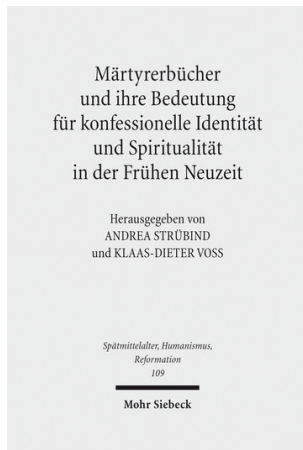 Märtyrerbücher
und ihre Bedeutung
für konfessionelle Identität
und Spiritualität
in der Frühen Neuzeit
Herausgegeben von
ANDREA STRÜBIND
und KLAAS-DIETER VOSS
Spätmittelalter, Humanismus,
Reformation
109
Mohr Siebeck